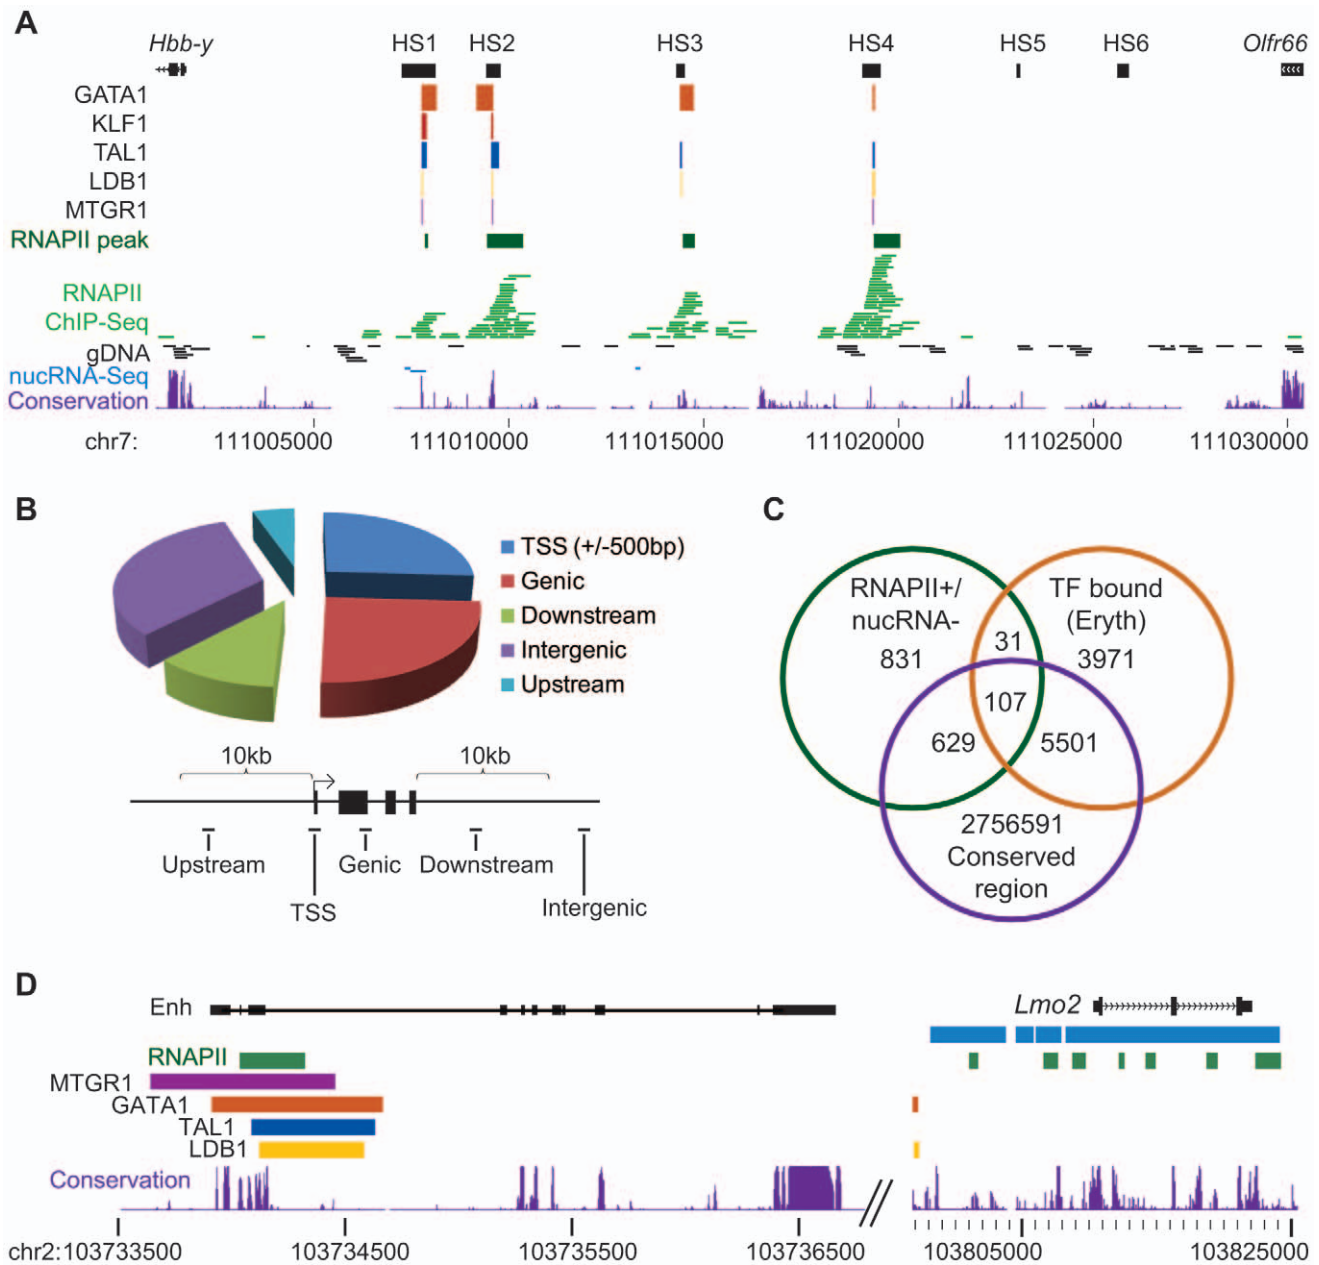 A
Hbb-y HS1 HS2 HS3 HS4 HS5 HS6 Olfr66
GATA1
KLF1
TAL1
LDB1
MTGR1
RNAPII peak
RNAPII
ChIP-Seq
gDNA
nucRNA-Seq
Conservation
chr7: 111005000 111010000 111015000 111020000 111025000 111030000
B
TSS (+/-500bp)
Genic
Downstream
Intergenic
Upstream
10kb 10kb
Upstream Genic Downstream
TSS Intergenic
C
RNAPII+/
nucRNA-
831
TF bound
(Eryth)
3971
31
107
629 5501
2756591
Conserved
region
D
Enh Lmo2
RNAPII
MTGR1
GATA1
TAL1
LDB1
Conservation
chr2:103733500 103734500 103735500 103736500 103805000 103825000